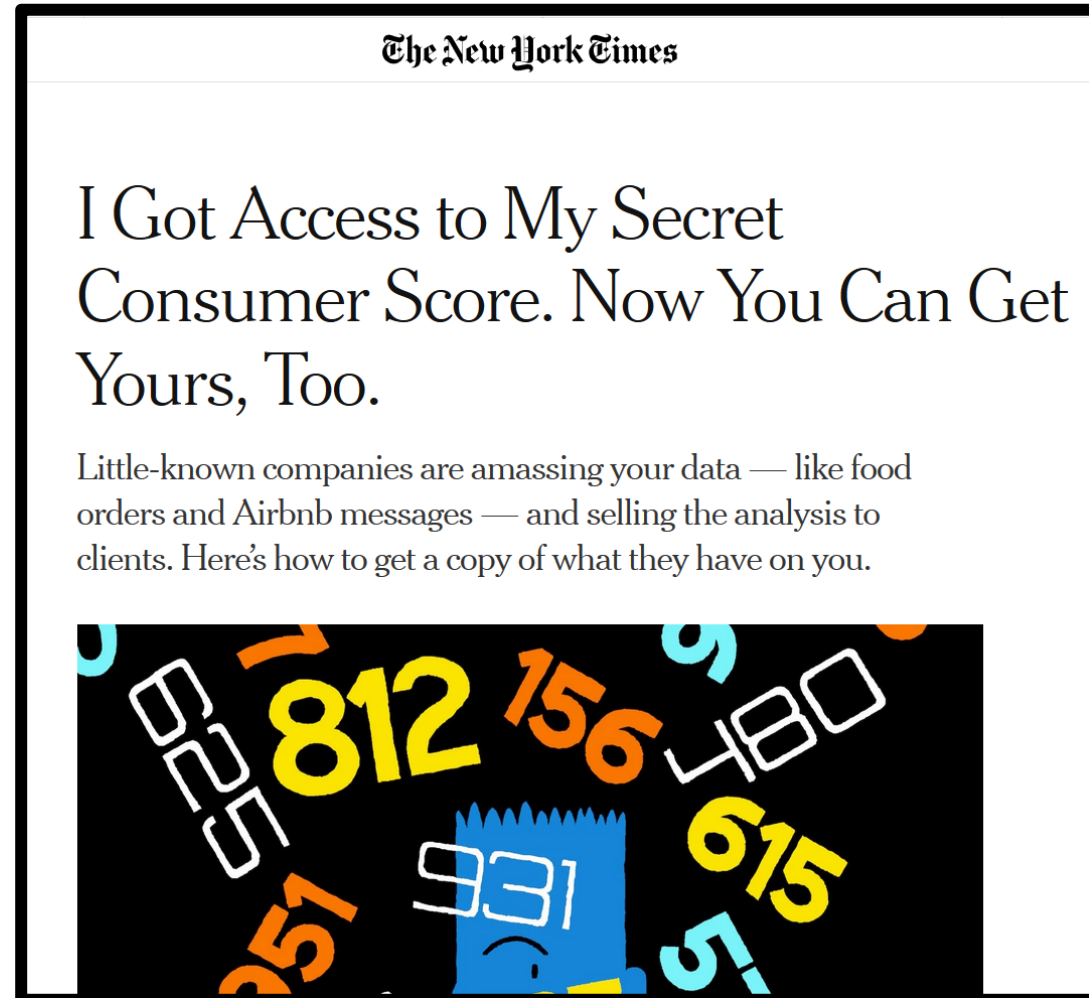 The New York Times
I Got Access to My Secret
Consumer Score. Now You Can Get
Yours, Too.
Little-known companies are amassing your data — like food
orders and Airbnb messages — and selling the analysis to
clients. Here’s how to get a copy of what they have on you.
625
812
156
480
931
615